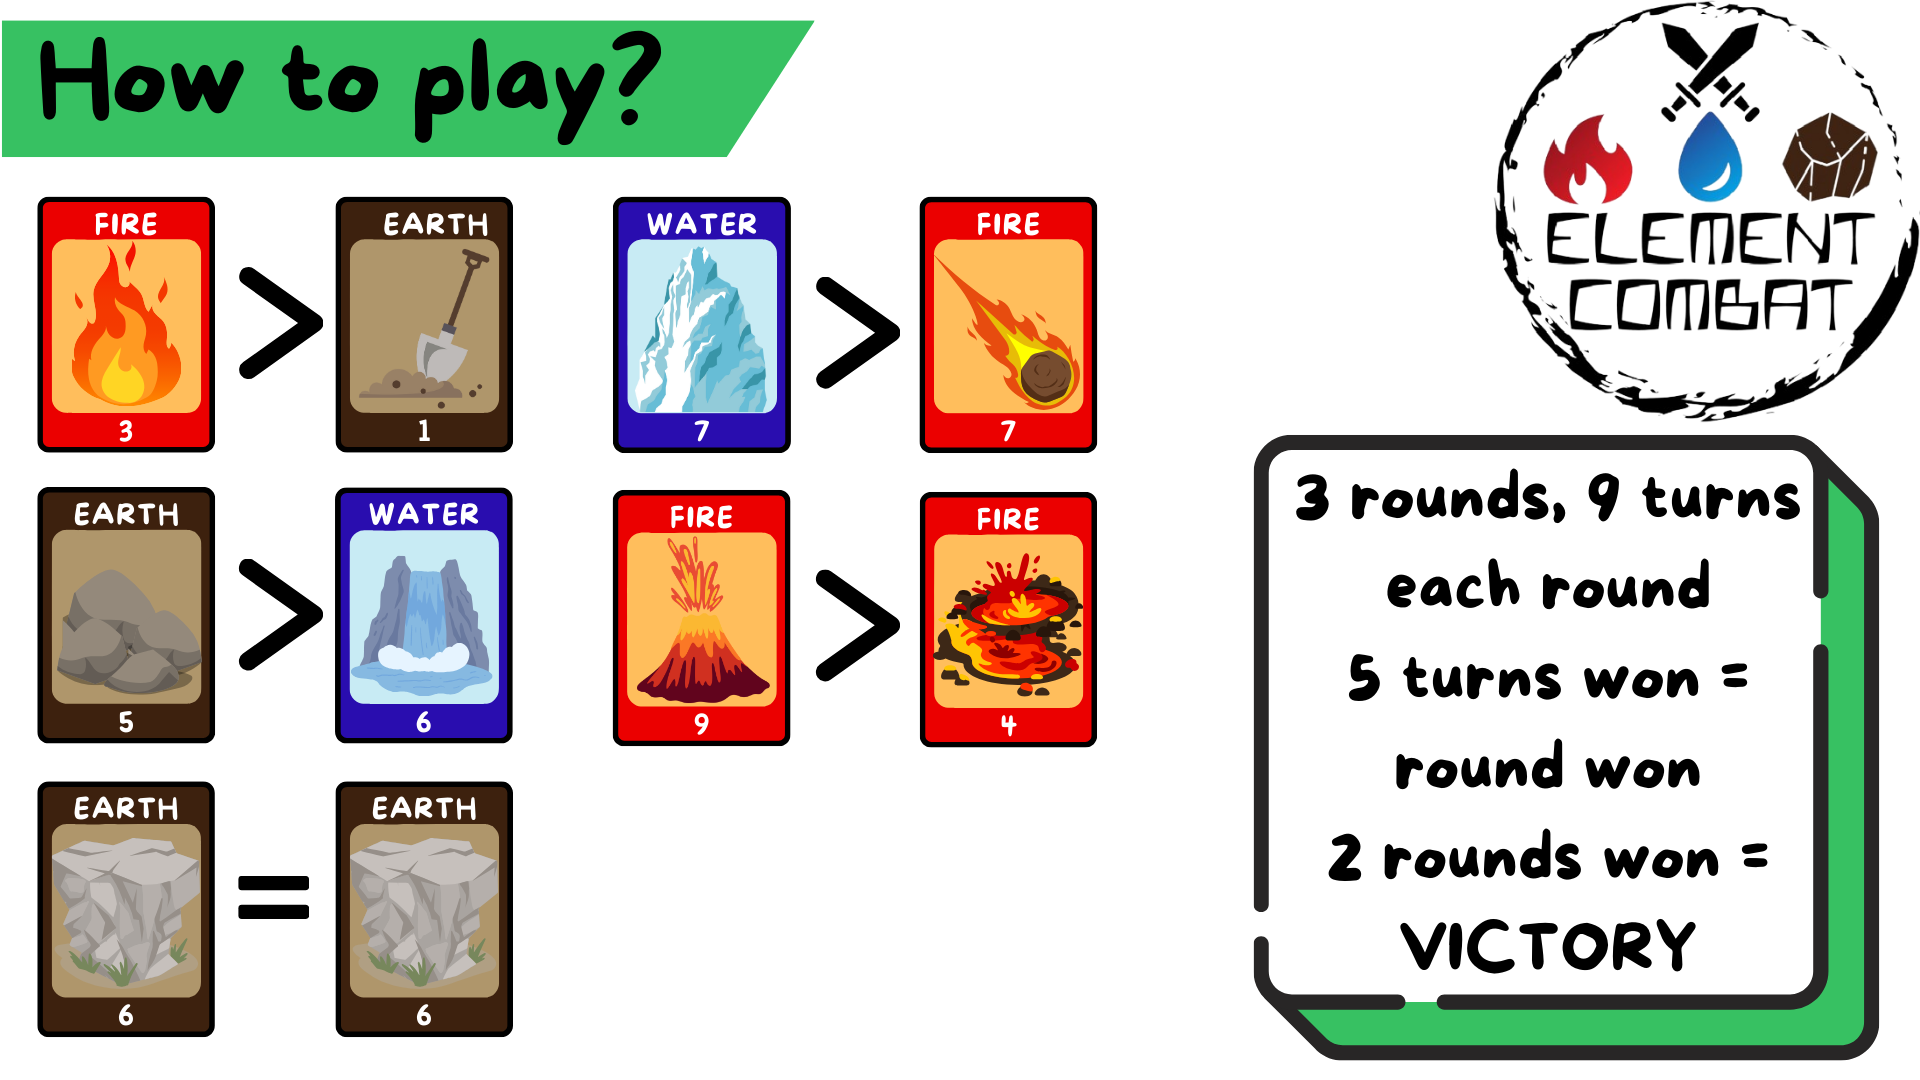 How to play?
ELEMENT
COMBAT
FIRE
3
>
EARTH
1
WATER
7
>
FIRE
7
EARTH
5
>
WATER
6
FIRE
9
>
FIRE
4
EARTH
6
=
EARTH
6
3 rounds, 9 turns
each round
5 turns won =
round won
2 rounds won =
VICTORY